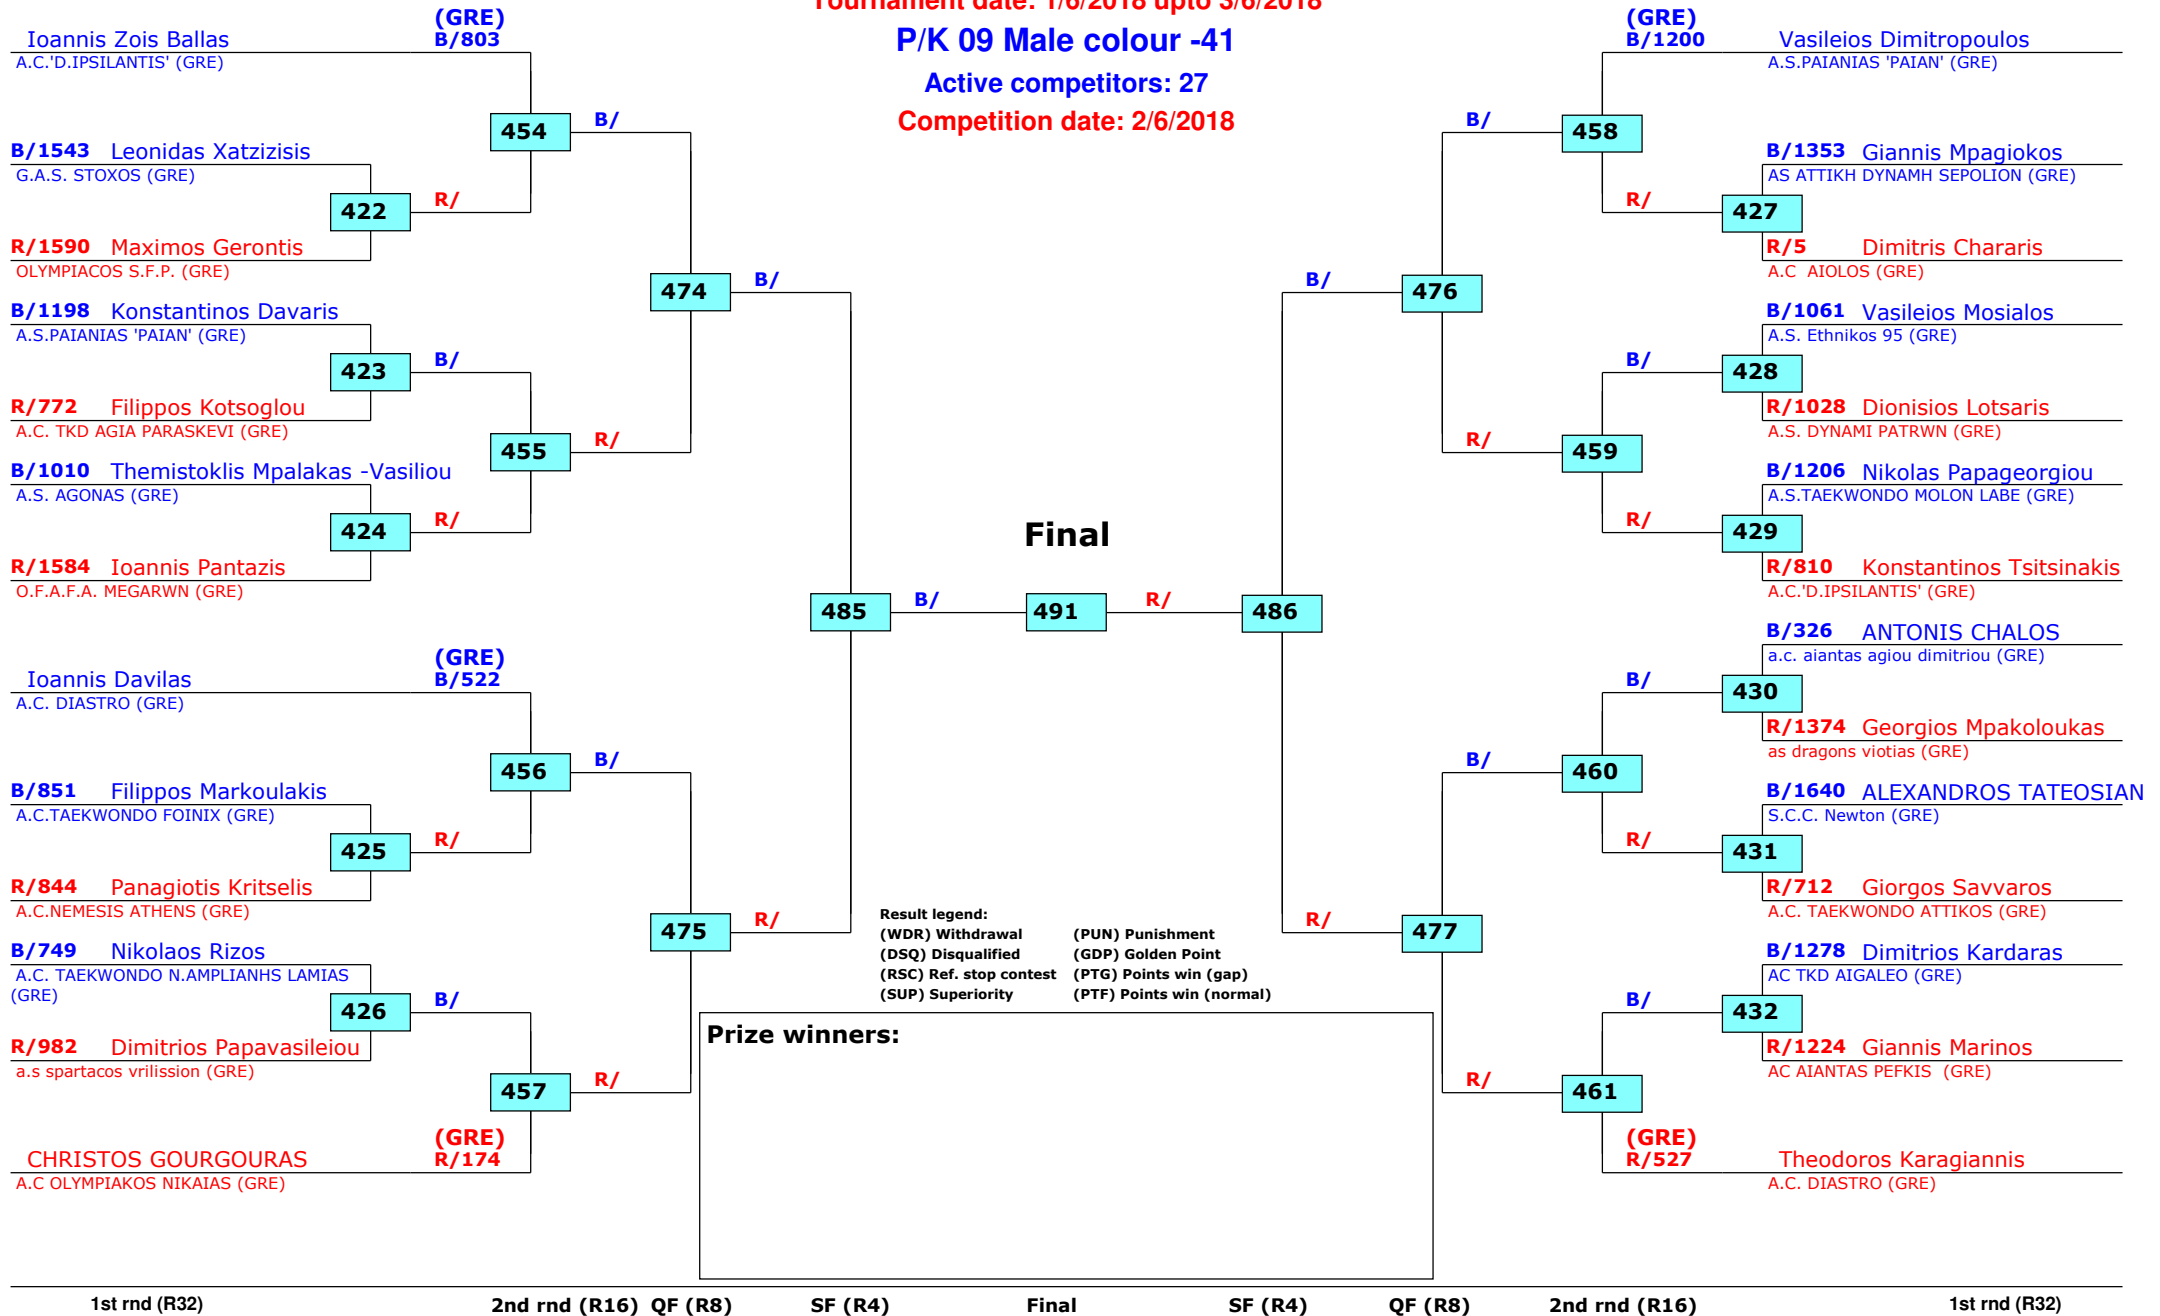 Tournament date: 1/6/2018 upto 3/6/2018
P/K 09 Male colour -41
Active competitors: 27
Competition date: 2/6/2018
(GRE)
Ioannis Zois Ballas B/803
A.C.'D.IPSILANTIS' (GRE)
454 B/
B/1543 Leonidas Xatzizisis
G.A.S. STOXOS (GRE)
422 R/
R/1590 Maximos Gerontis
OLYMPIACOS S.F.P. (GRE)
474 B/
B/1198 Konstantinos Davaris
A.S.PAIANIAS 'PAIAN' (GRE)
423 B/
R/772 Filippos Kotsoglou
A.C. TKD AGIA PARASKEVI (GRE)
455 R/
B/1010 Themistoklis Mpalakas -Vasiliou
A.S. AGONAS (GRE)
424 R/
R/1584 Ioannis Pantazis
O.F.A.F.A. MEGARWN (GRE)
485 B/
(GRE)
Ioannis Davilas B/522
A.C. DIASTRO (GRE)
456 B/
B/851 Filippos Markoulakis
A.C.TAEKWONDO FOINIX (GRE)
425 R/
R/844 Panagiotis Kritselis
A.C.NEMESIS ATHENS (GRE)
475 R/
B/749 Nikolaos Rizos
A.C. TAEKWONDO N.AMPLIANHS LAMIAS
(GRE)
426 B/
R/982 Dimitrios Papavasileiou
a.s spartacos vrilission (GRE)
457 R/
(GRE)
CHRISTOS GOURGOURAS R/174
A.C OLYMPIAKOS NIKAIAS (GRE)
Final
491 R/
(GRE)
B/1200 Vasileios Dimitropoulos
A.S.PAIANIAS 'PAIAN' (GRE)
B/ 458
B/1353 Giannis Mpagiokos
AS ATTIKH DYNAMH SEPOLION (GRE)
R/ 427
R/5 Dimitris Chararis
A.C  AIOLOS (GRE)
B/ 476
B/1061 Vasileios Mosialos
A.S. Ethnikos 95 (GRE)
B/ 428
R/1028 Dionisios Lotsaris
A.S. DYNAMI PATRWN (GRE)
R/ 459
B/1206 Nikolas Papageorgiou
A.S.TAEKWONDO MOLON LABE (GRE)
R/ 429
R/810 Konstantinos Tsitsinakis
A.C.'D.IPSILANTIS' (GRE)
486
B/326 ANTONIS CHALOS
a.c. aiantas agiou dimitriou (GRE)
B/ 430
R/1374 Georgios Mpakoloukas
as dragons viotias (GRE)
B/ 460
B/1640 ALEXANDROS TATEOSIAN
S.C.C. Newton (GRE)
R/ 431
R/712 Giorgos Savvaros
A.C. TAEKWONDO ATTIKOS (GRE)
R/ 477
B/1278 Dimitrios Kardaras
AC TKD AIGALEO (GRE)
B/ 432
R/1224 Giannis Marinos
AC AIANTAS PEFKIS  (GRE)
R/ 461
(GRE)
R/527 Theodoros Karagiannis
A.C. DIASTRO (GRE)
Result legend:
(WDR) Withdrawal (PUN) Punishment
(DSQ) Disqualified (GDP) Golden Point
(RSC) Ref. stop contest (PTG) Points win (gap)
(SUP) Superiority (PTF) Points win (normal)
Prize winners:
1st rnd (R32) 2nd rnd (R16) QF (R8) SF (R4) Final SF (R4) QF (R8) 2nd rnd (R16) 1st rnd (R32)